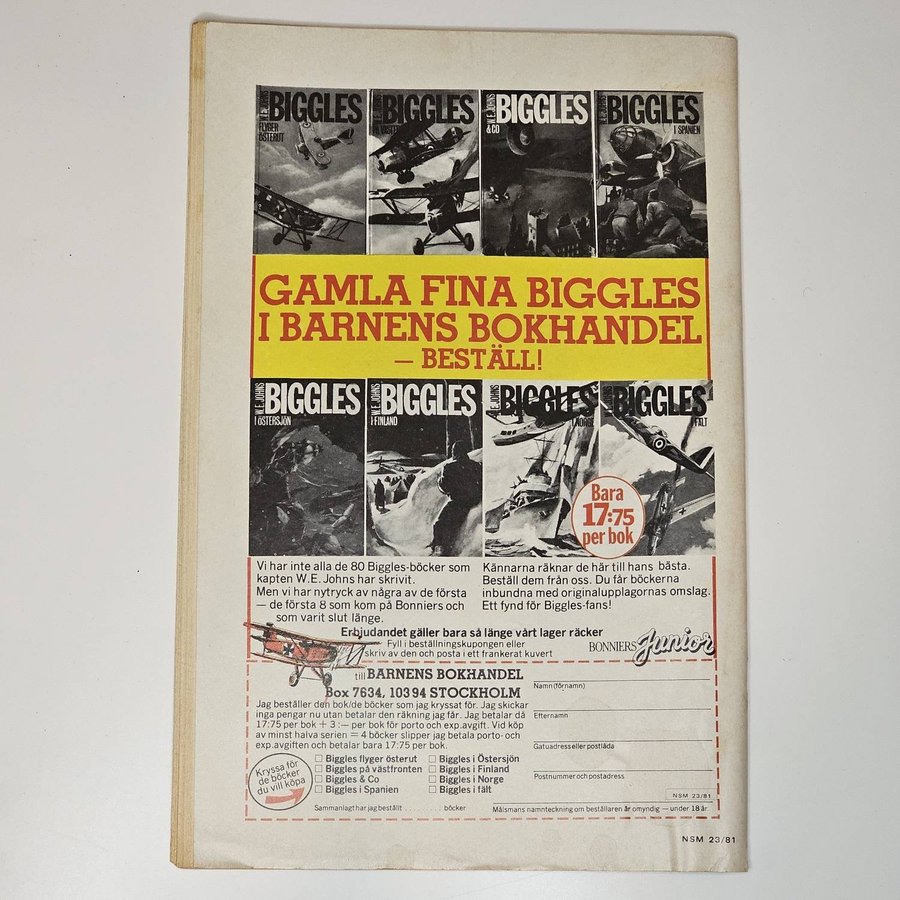 W.E. JOHNS
BIGGLES
FLYGER
ÖSTERUT
BIGGLES
W.E. JOHNS
BIGGLES
& CO
BIGGLES
I SPANIEN
GAMLA FINA BIGGLES
I BARNENS BOKHANDEL
— BESTÄLL!
W.E. JOHNS
BIGGLES
I ÖSTERSJÖN
W.E. JOHNS
BIGGLES
I FINLAND
W.E. JOHNS
BIGGLES
I NORGE
BIGGLES
I FÄLT
Bara
17:75
per bok
Vi har inte alla de 80 Biggles-böcker som
kapten W.E. Johns har skrivit.
Men vi har nytryck av några av de första
— de första 8 som kom på Bonniers och
som varit slut länge.
Kännarna räknar de här till hans bästa.
Beställ dem från oss. Du får böckerna
inbundna med originalupplagornas omslag.
Ett fynd för Biggles-fans!
Erbjudandet gäller bara så länge vårt lager räcker
Fyll i beställningskupongen eller
skriv av den och posta i ett frankerat kuvert
BONNIERS Junior
till BARNENS BOKHANDEL
Box 7634, 103 94 STOCKHOLM
Jag beställer den bok/de böcker som jag kryssat för. Jag skickar
inga pengar nu utan betalar den räkning jag får. Jag betalar då
17:75 per bok + 3:— per bok för porto och exp.avgift. Vid köp
av minst halva serien = 4 böcker slipper jag betala porto- och
exp.avgiften och betalar bara 17:75 per bok.
Kryssa för
de böcker
du vill köpa
Biggles flyger österut
Biggles på västfronten
Biggles & Co
Biggles i Spanien
Biggles i Östersjön
Biggles i Finland
Biggles i Norge
Biggles i fält
Sammanlagt har jag beställt . . . . böcker
Namn (förnamn)
Efternamn
Gatuadress eller postlåda
Postnummer och postadress
NSM 23/81
Målsmans namnteckning om beställaren är omyndig — under 18 år.
NSM 23/81